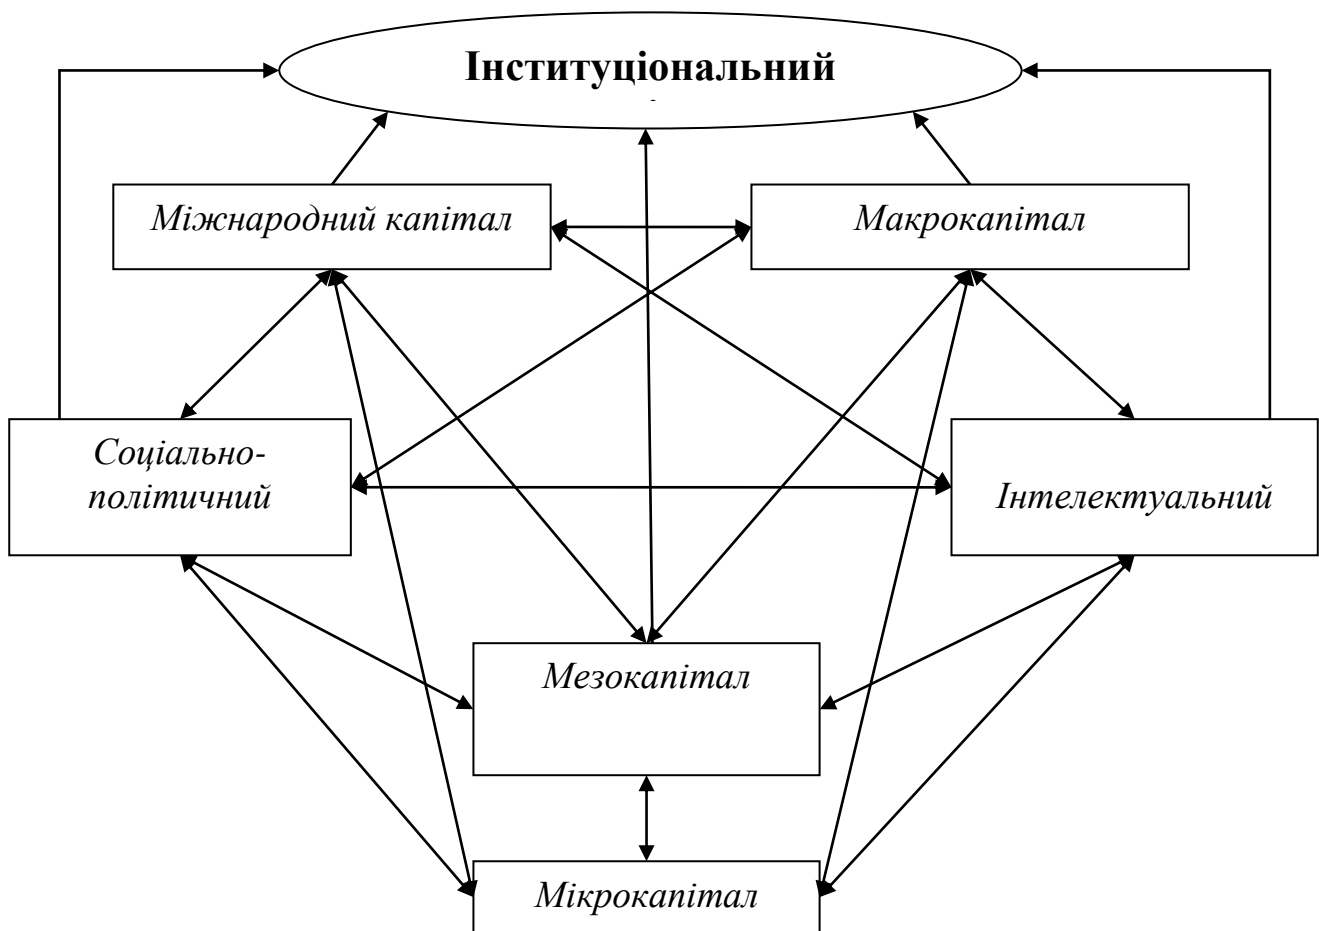 Інституціональний
Міжнародний капітал
Макрокапітал
Соціально-
політичний
Інтелектуальний
Мезокапітал
Мікрокапітал